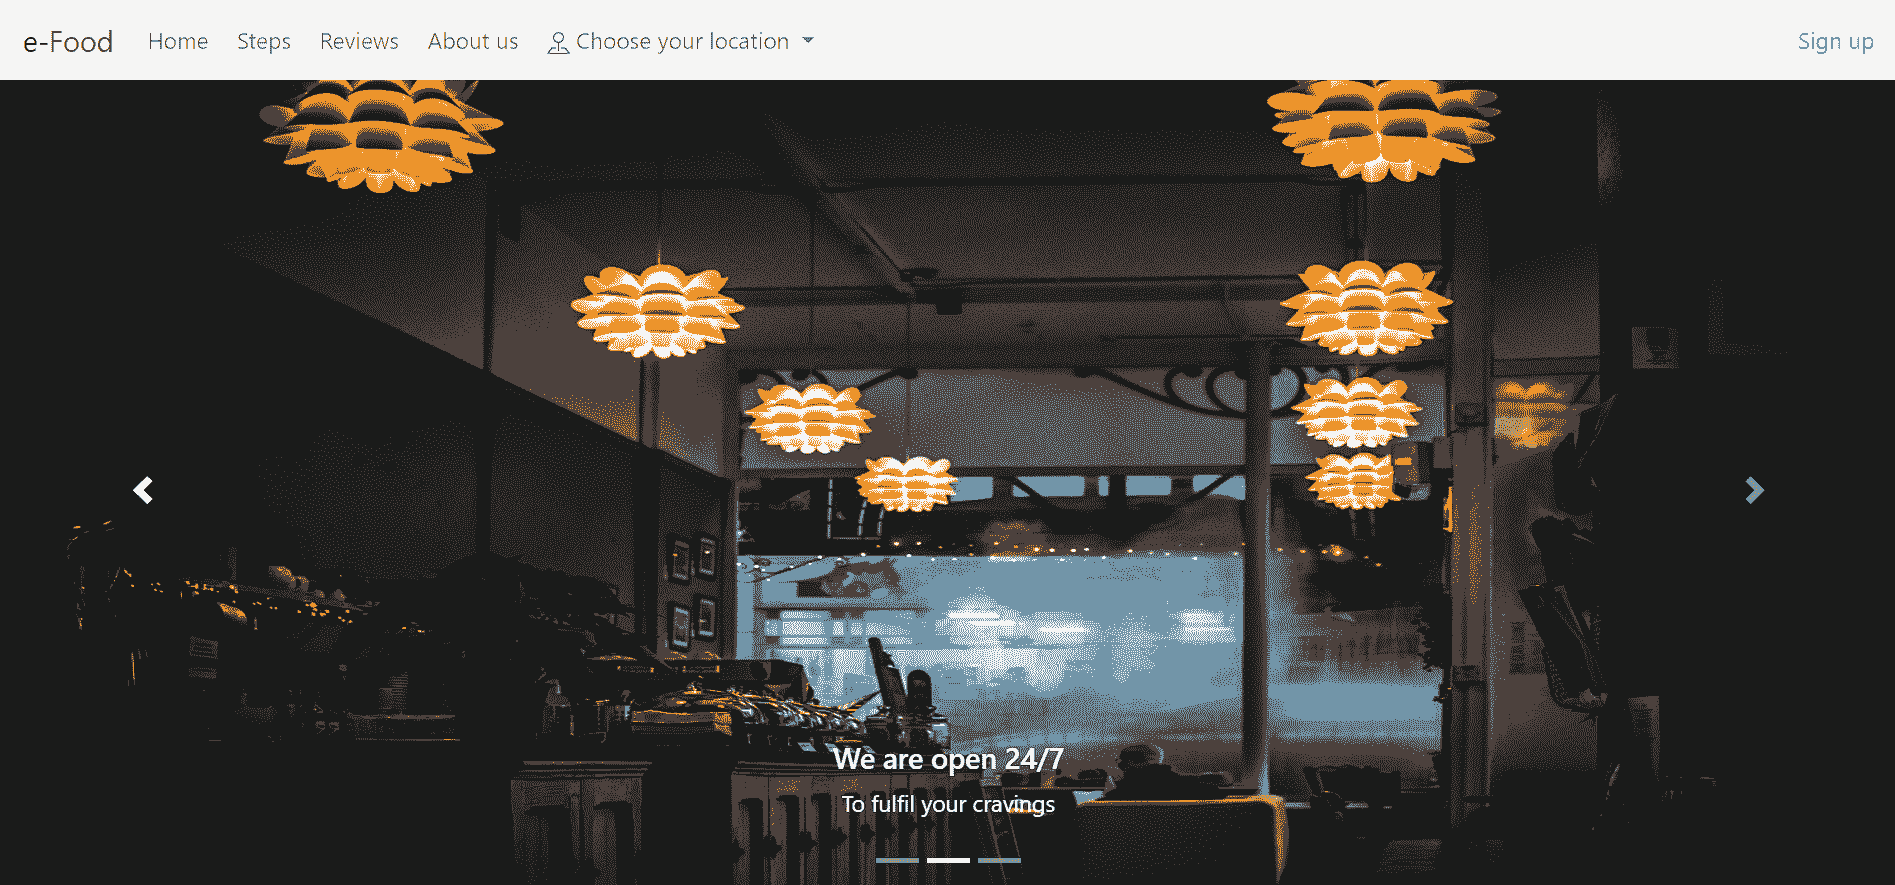 e-Food Home Steps Reviews About us Choose your location Sign up
We are open 24/7
To fulfil your cravings